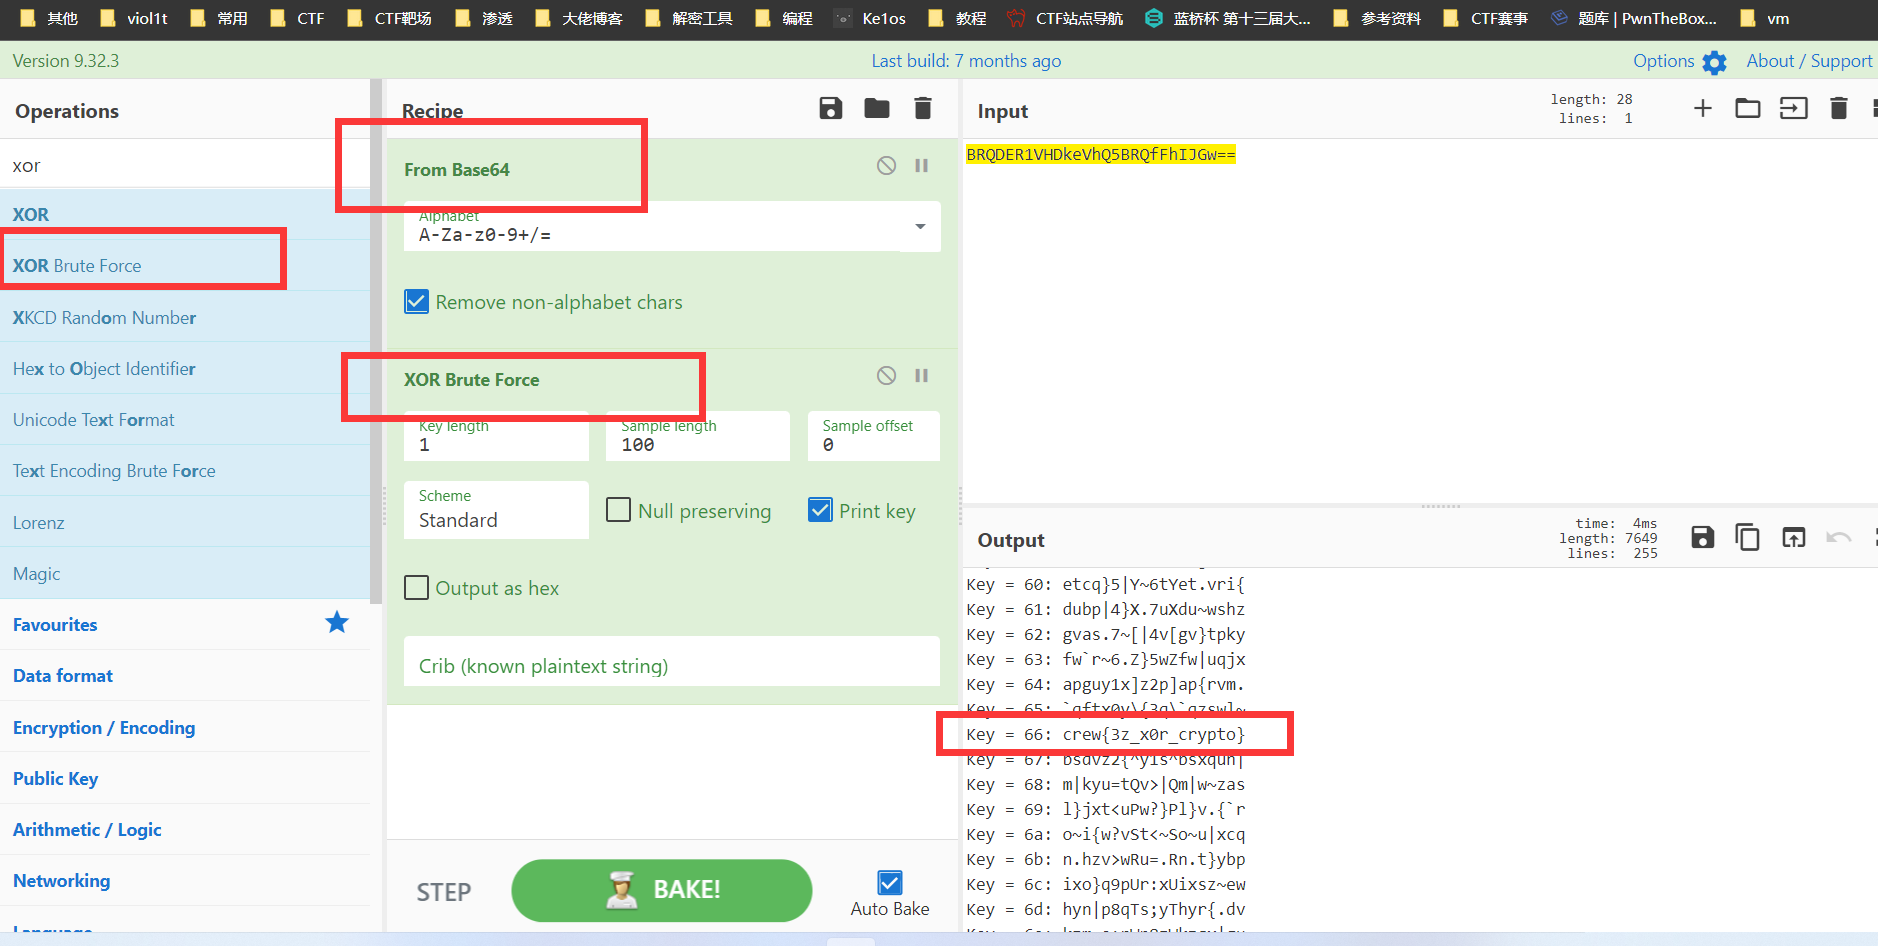 其他 viol1t 常用 CTF CTF靶场 渗透 大佬博客 解密工具 编程 Ke1os 教程 CTF站点导航 蓝桥杯 第十三届大... 参考资料 CTF赛事 题库 | PwnTheBox... vm
Version 9.32.3 Last build: 7 months ago Options About / Support
Operations
xor
XOR
XOR Brute Force
XKCD Random Number
Hex to Object Identifier
Unicode Text Format
Text Encoding Brute Force
Lorenz
Magic
Favourites
Data format
Encryption / Encoding
Public Key
Arithmetic / Logic
Networking
Language
Recipe
From Base64
Alphabet
A-Za-z0-9+/=
Remove non-alphabet chars
XOR Brute Force
Key length
1
Sample length
100
Sample offset
0
Scheme
Standard
Null preserving
Print key
Output as hex
Crib (known plaintext string)
STEP
BAKE!
Auto Bake
Input
length: 28
lines: 1
BRQDER1VHDkeVhQ5BRQfFhIJGw==
Output
time: 4ms
length: 7649
lines: 255
Key = 60: etcq}5|Y~6tYet.vri{
Key = 61: dubp|4}X.7uXdu~wshz
Key = 62: gvas.7~[|4v[gv}tpky
Key = 63: fw`r~6.Z}5wZfw|uqjx
Key = 64: apguy1x]z2p]ap{rvm.
Key = 65: `qftx0y\{3q\`qzswl~
Key = 66: crew{3z_x0r_crypto}
Key = 67: bsdvz2{^y1s^bsxqun|
Key = 68: m|kyu=tQv>|Qm|w~zas
Key = 69: l}jxt<uPw?}Pl}v.{`r
Key = 6a: o~i{w?vSt<~So~u|xcq
Key = 6b: n.hzv>wRu=.Rn.t}ybp
Key = 6c: ixo}q9pUr:xUixsz~ew
Key = 6d: hyn|p8qTs;yThyr{.dv